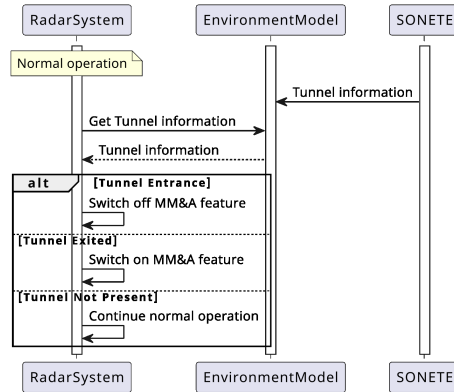 RadarSystem
EnvironmentModel
SONETE
Normal operation
Tunnel information
Get Tunnel information
Tunnel information
alt
[Tunnel Entrance]
Switch off MM&A feature
[Tunnel Exited]
Switch on MM&A feature
[Tunnel Not Present]
Continue normal operation
RadarSystem
EnvironmentModel
SONETE